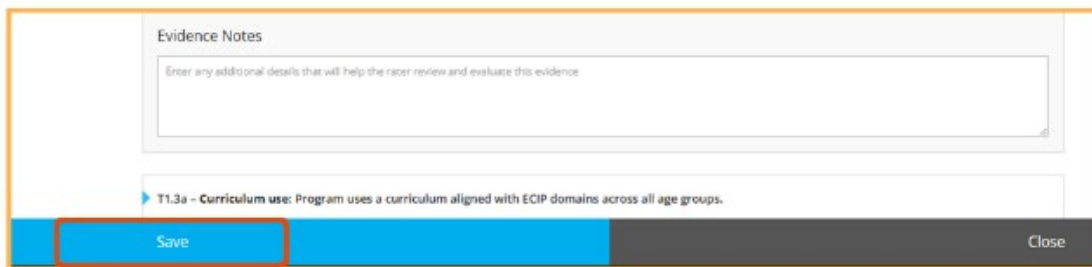 Evidence Notes
Enter any additional details that will help the rater review and evaluate this evidence
T1.3a – Curriculum use: Program uses a curriculum aligned with ECIP domains across all age groups.
Save
Close